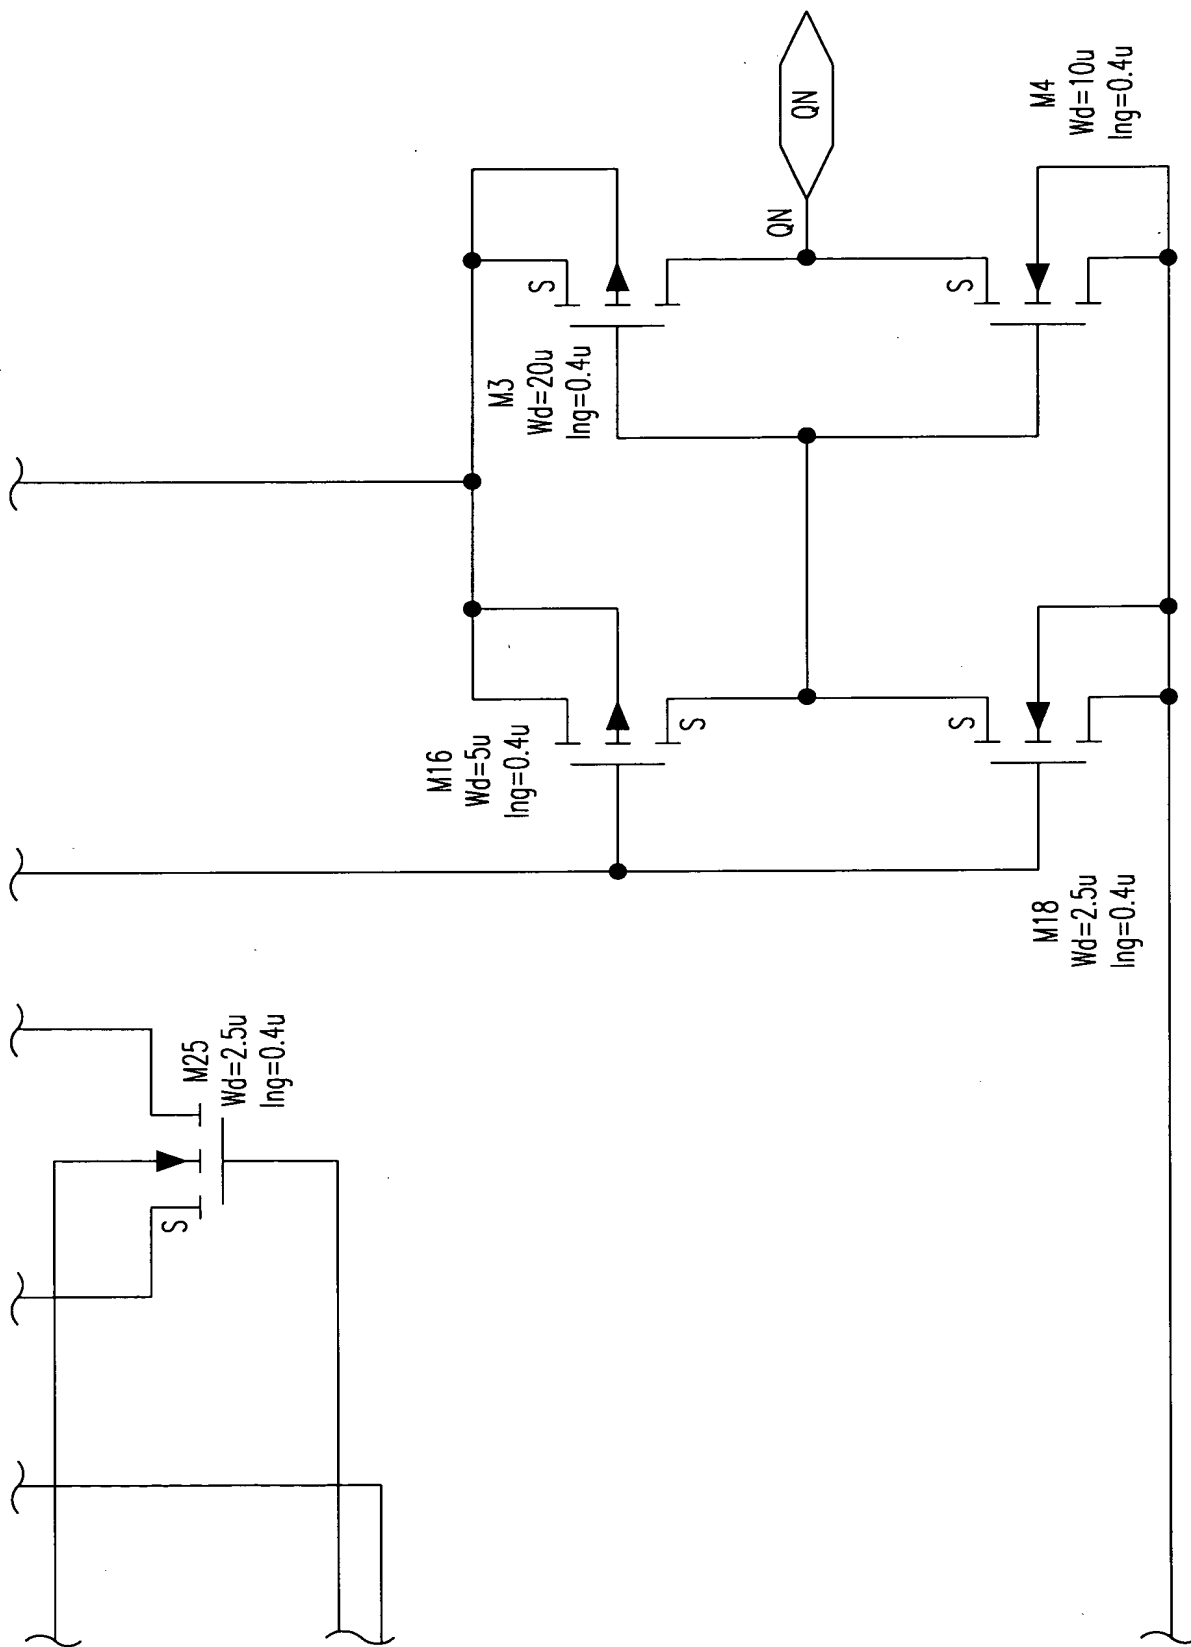 M25
Wd=2.5u
lng=0.4u
S
M16
Wd=5u
lng=0.4u
S
M3
Wd=20u
lng=0.4u
S
QN
QN
S
M18
Wd=2.5u
lng=0.4u
S
M4
Wd=10u
lng=0.4u